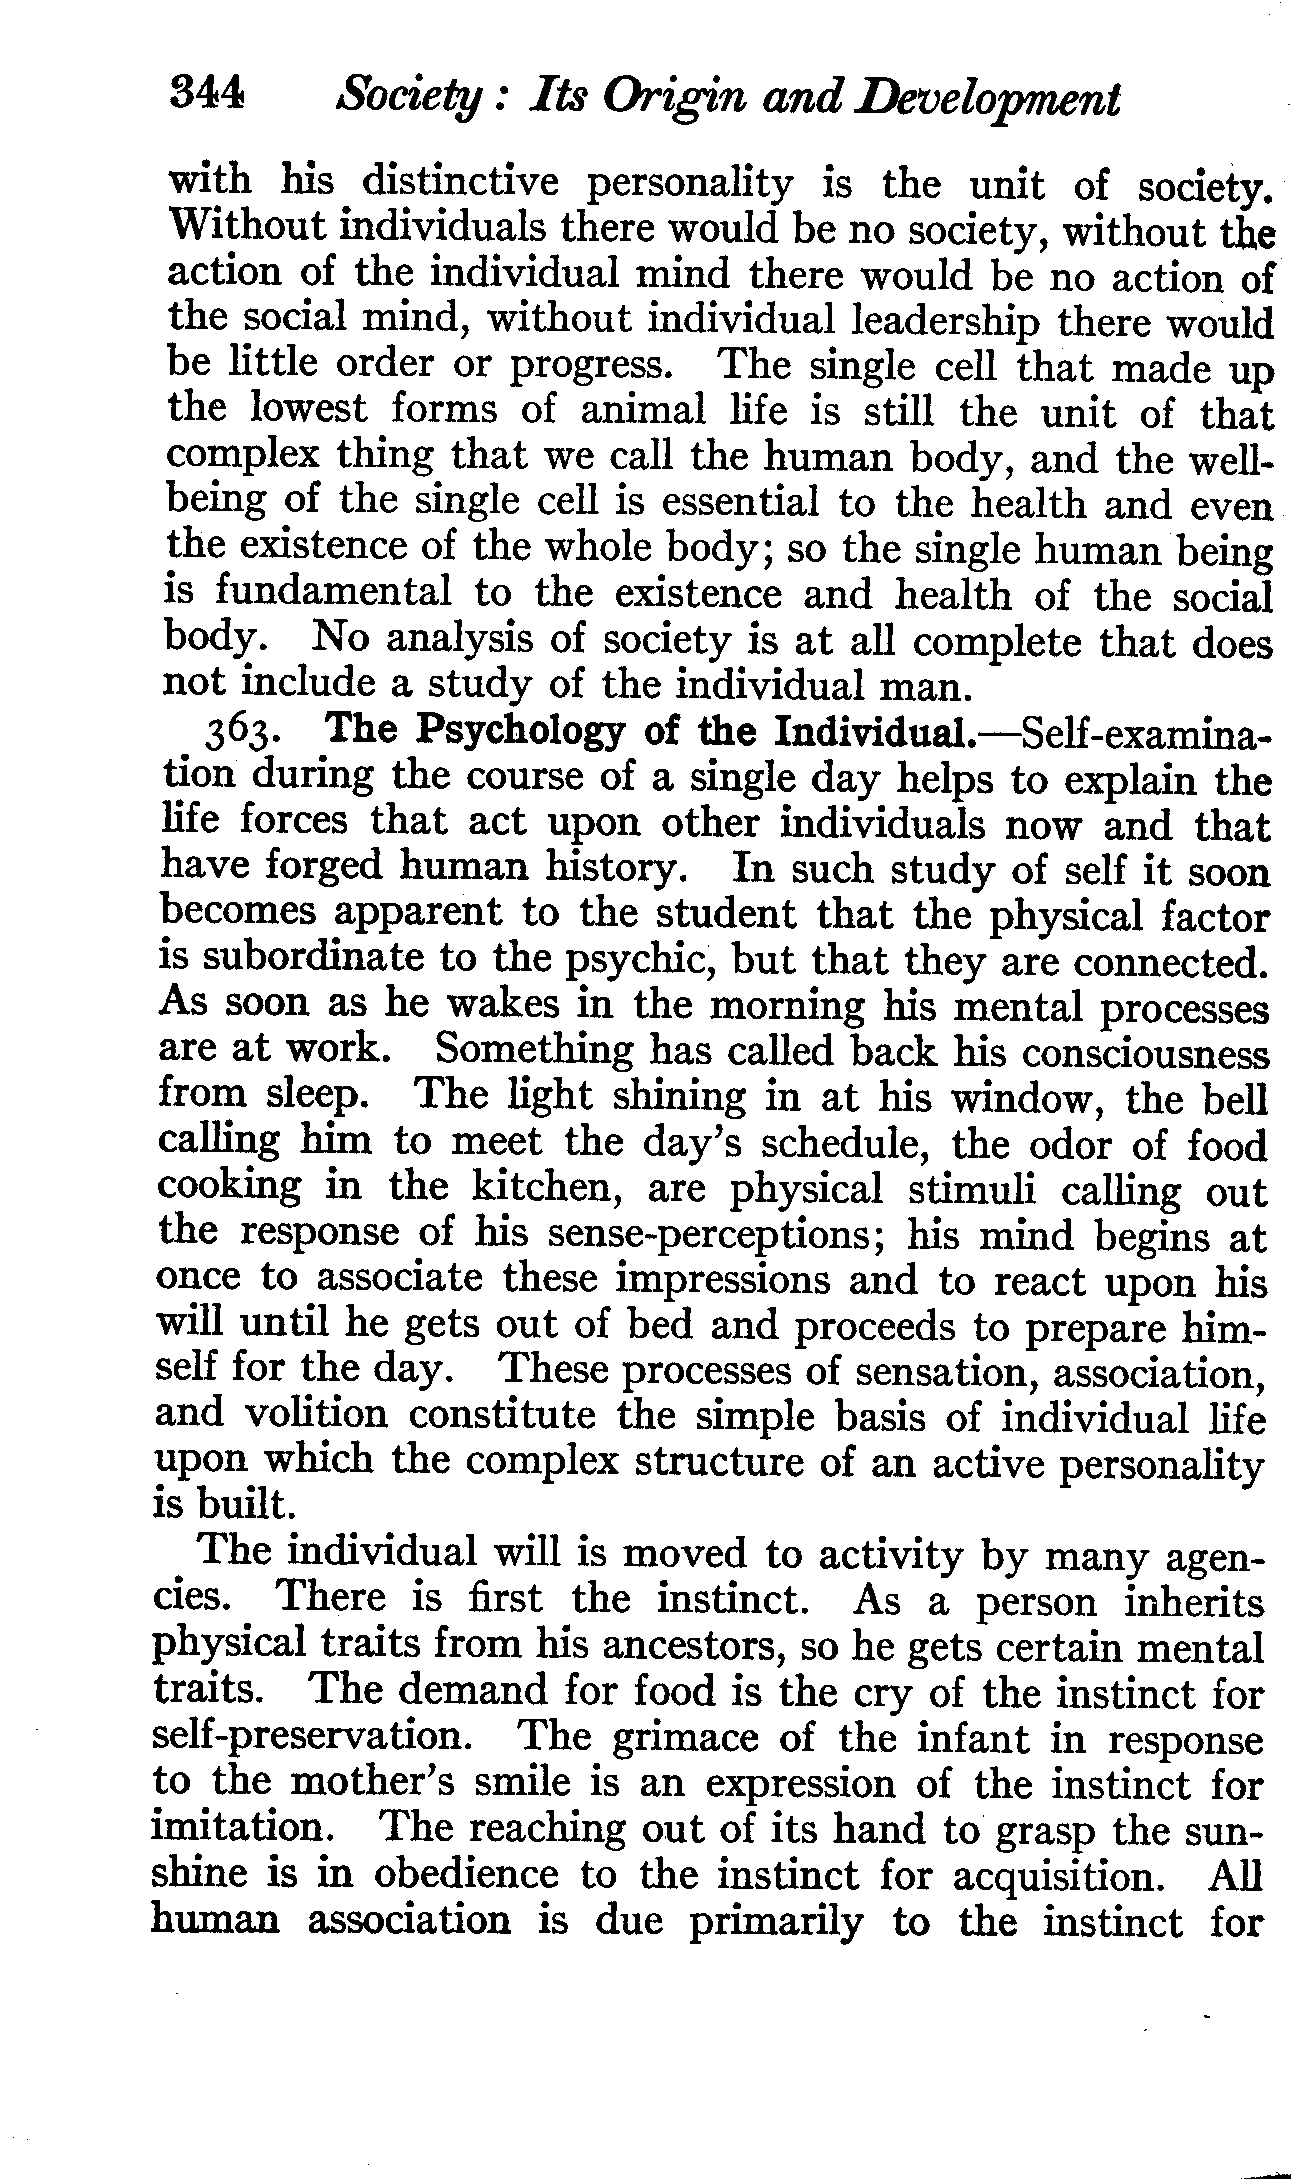 344 Society: Its Origin and Development
with his distinctive personality is the unit of society.
Without individuals there would be no society, without the
action of the individual mind there would be no action of
the social mind, without individual leadership there would
be little order or progress. The single cell that made up
the lowest forms of animal life is still the unit of that
complex thing that we call the human body, and the well-
being of the single cell is essential to the health and even
the existence of the whole body; so the single human being
is fundamental to the existence and health of the social
body. No analysis of society is at all complete that does
not include a study of the individual man.
363. The Psychology of the Individual.—Self-examina-
tion during the course of a single day helps to explain the
life forces that act upon other individuals now and that
have forged human history. In such study of self it soon
becomes apparent to the student that the physical factor
is subordinate to the psychic, but that they are connected.
As soon as he wakes in the morning his mental processes
are at work. Something has called back his consciousness
from sleep. The light shining in at his window, the bell
calling him to meet the day's schedule, the odor of food
cooking in the kitchen, are physical stimuli calling out
the response of his sense-perceptions; his mind begins at
once to associate these impressions and to react upon his
will until he gets out of bed and proceeds to prepare him-
self for the day. These processes of sensation, association,
and volition constitute the simple basis of individual life
upon which the complex structure of an active personality
is built.
The individual will is moved to activity by many agen-
cies. There is first the instinct. As a person inherits
physical traits from his ancestors, so he gets certain mental
traits. The demand for food is the cry of the instinct for
self-preservation. The grimace of the infant in response
to the mother's smile is an expression of the instinct for
imitation. The reaching out of its hand to grasp the sun-
shine is in obedience to the instinct for acquisition. All
human association is due primarily to the instinct for